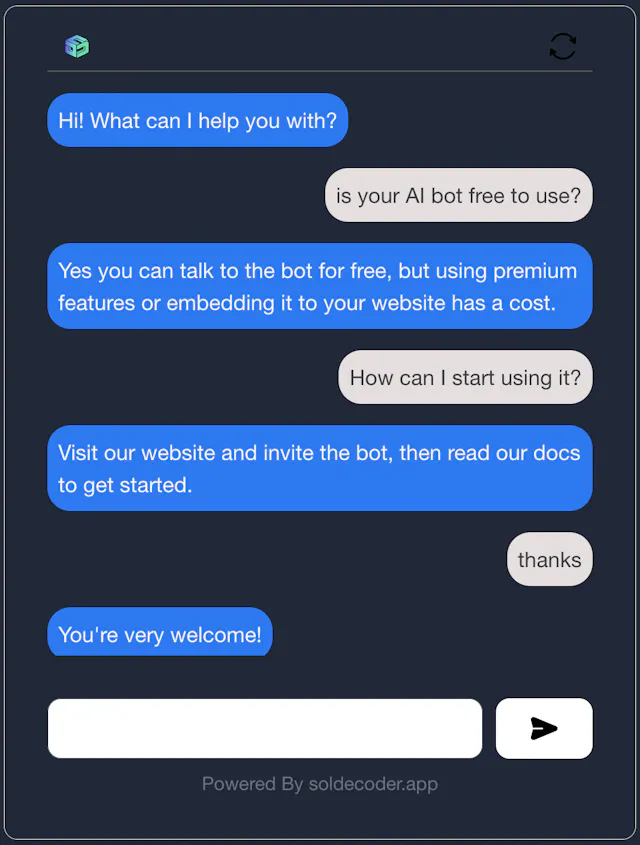 Hi! What can I help you with?
is your AI bot free to use?
Yes you can talk to the bot for free, but using premium
features or embedding it to your website has a cost.
How can I start using it?
Visit our website and invite the bot, then read our docs
to get started.
thanks
You're very welcome!
Powered By soldecoder.app